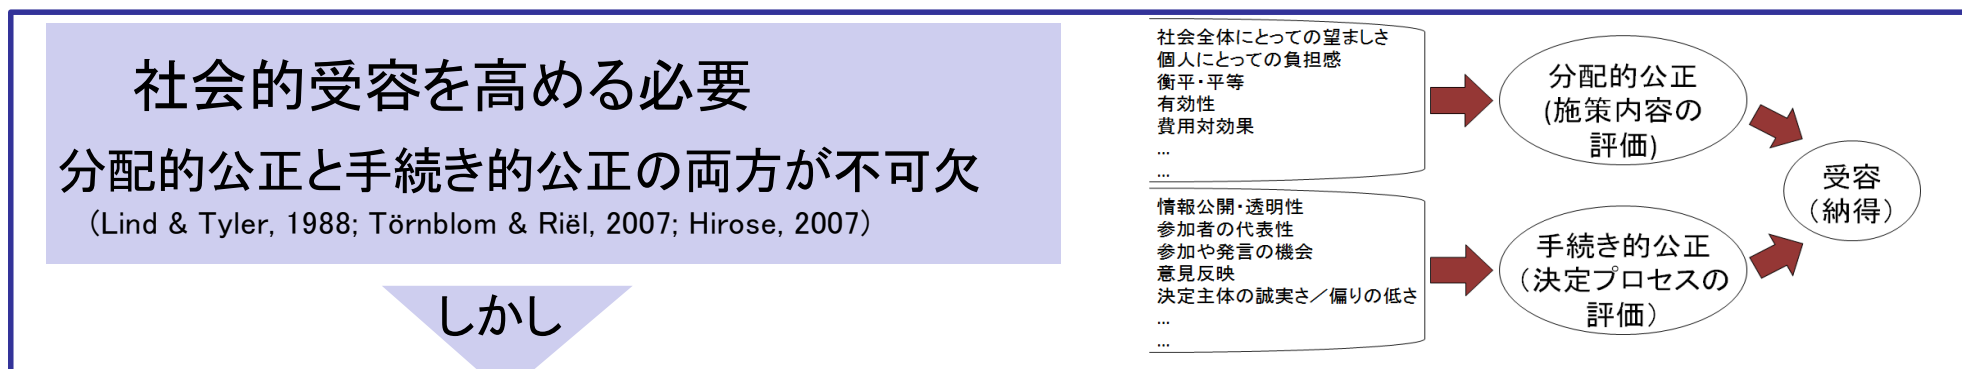 社会的受容を高める必要
分配的公正と手続き的公正の両方が不可欠
（Lind & Tyler, 1988; Törnblom & Riël, 2007; Hirose, 2007）
しかし
社会全体にとっての望ましさ
個人にとっての負担感
衡平・平等
有効性
費用対効果
...
...
分配的公正
(施策内容の
評価)
情報公開・透明性
参加者の代表性
参加や発言の機会
意見反映
決定主体の誠実さ／偏りの低さ
...
...
手続き的公正
（決定プロセスの
評価）
受容
（納得）